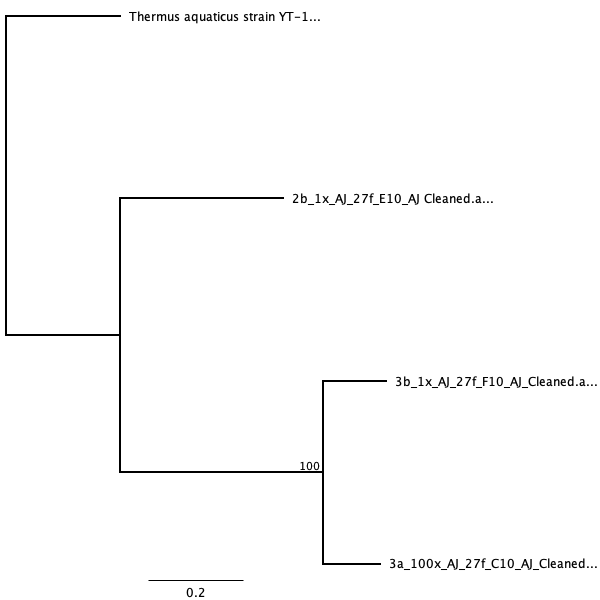 Thermus aquaticus strain YT-1...
2b_1x_AJ_27f_E10_AJ Cleaned.a...
3b_1x_AJ_27f_F10_AJ_Cleaned.a...
100
3a_100x_AJ_27f_C10_AJ_Cleaned...
0.2